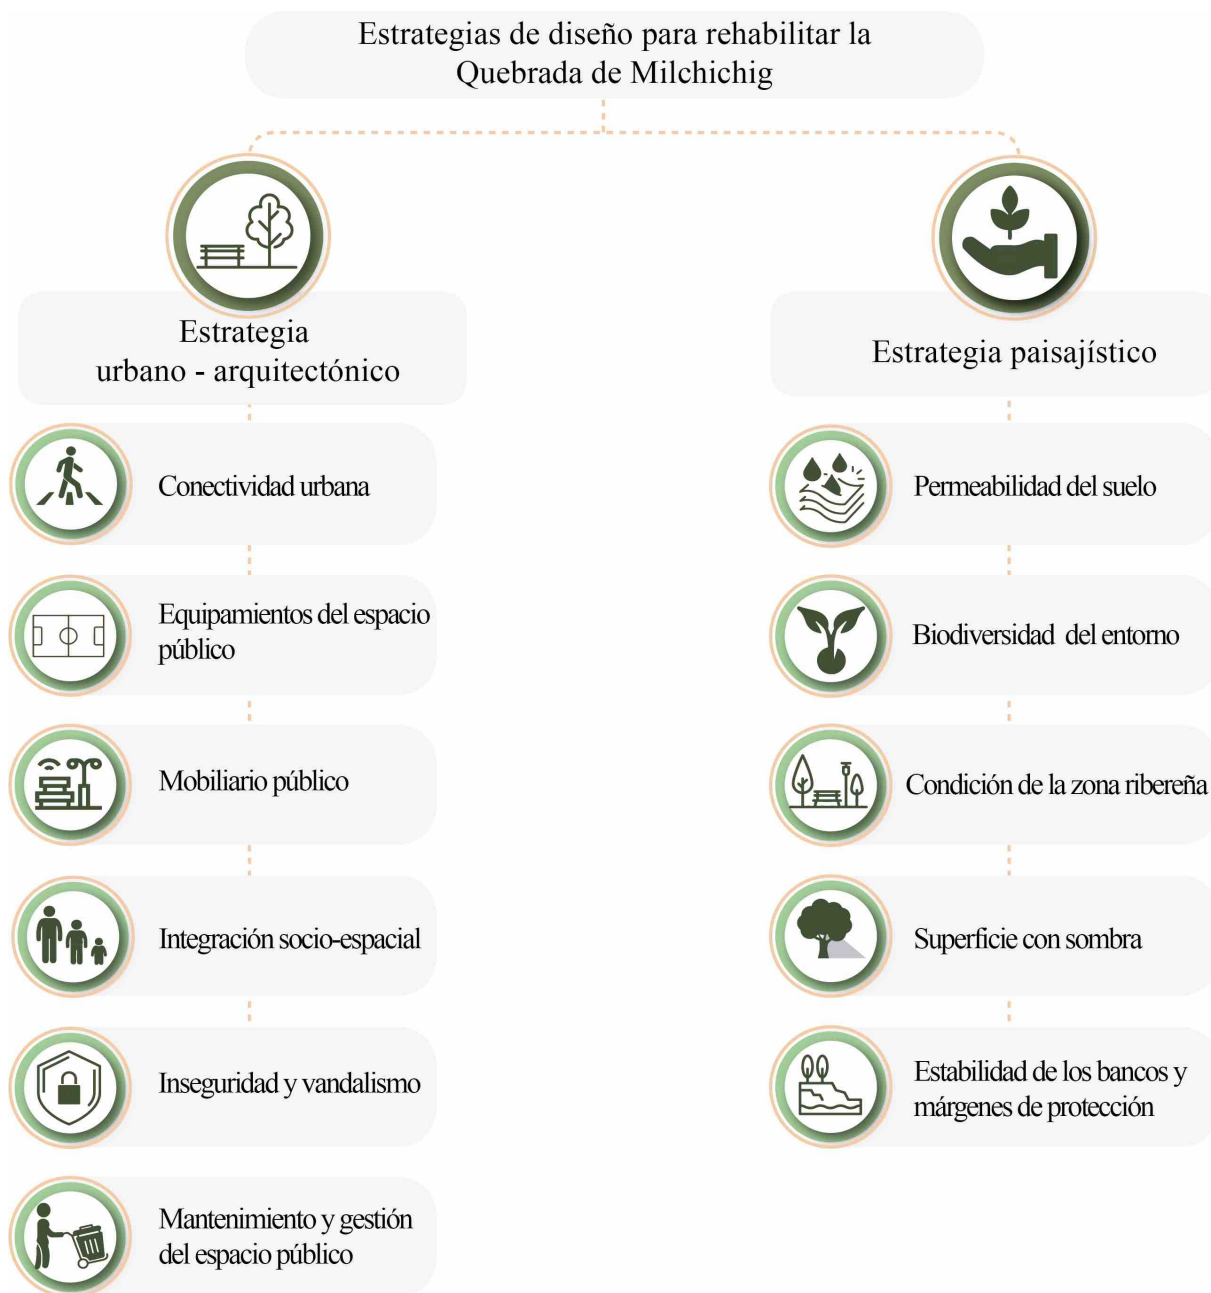 Estrategias de diseño para rehabilitar la
Quebrada de Milchichig
Estrategia
urbano - arquitectónico
Conectividad urbana
Equipamientos del espacio
público
Mobiliario público
Integración socio-espacial
Inseguridad y vandalismo
Mantenimiento y gestión
del espacio público
Estrategia paisajístico
Permeabilidad del suelo
Biodiversidad del entorno
Condición de la zona ribereña
Superficie con sombra
Estabilidad de los bancos y
márgenes de protección